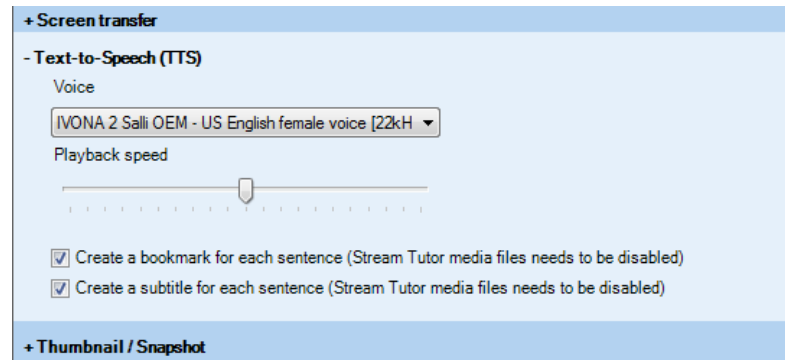 + Screen transfer
- Text-to-Speech (TTS)
Voice
IVONA 2 Salli OEM - US English female voice [22kH
Playback speed
Create a bookmark for each sentence (Stream Tutor media files needs to be disabled)
Create a subtitle for each sentence (Stream Tutor media files needs to be disabled)
+ Thumbnail / Snapshot